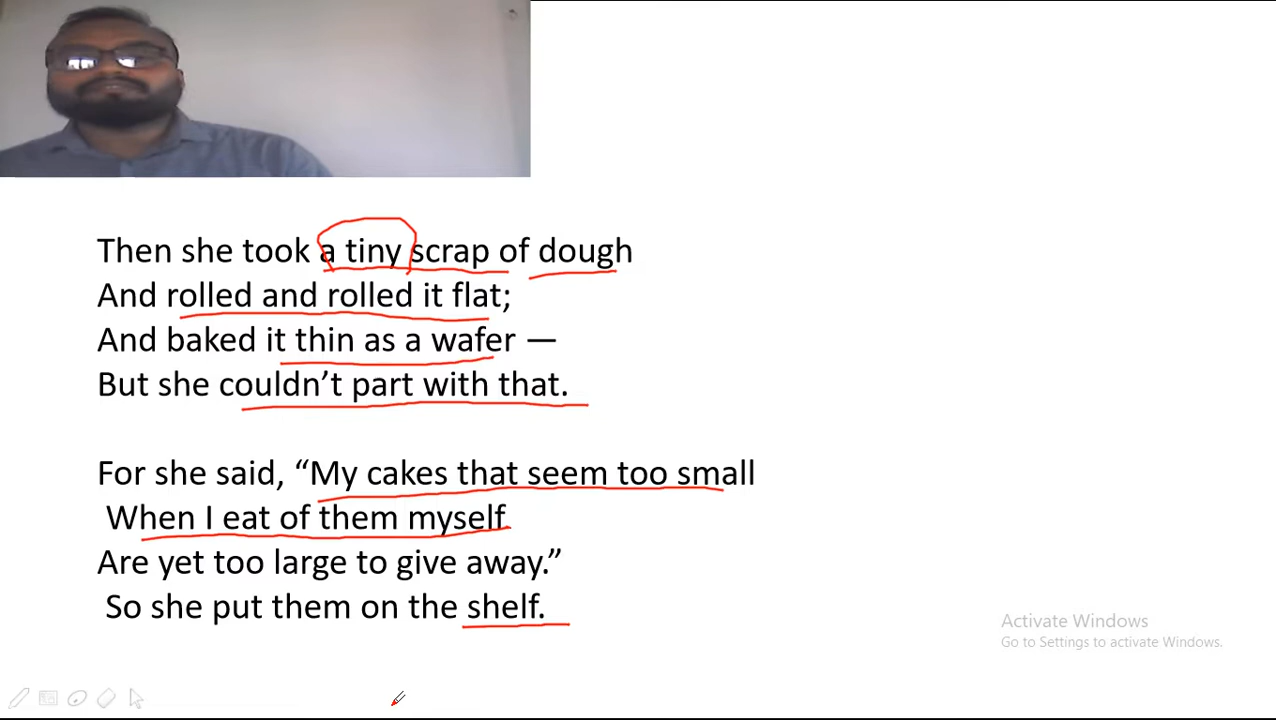 Then she took a tiny scrap of dough
And rolled and rolled it flat;
And baked it thin as a wafer —
But she couldn’t part with that.
For she said, “My cakes that seem too small
When I eat of them myself
Are yet too large to give away.”
So she put them on the shelf.
Activate Windows
Go to Settings to activate Windows.